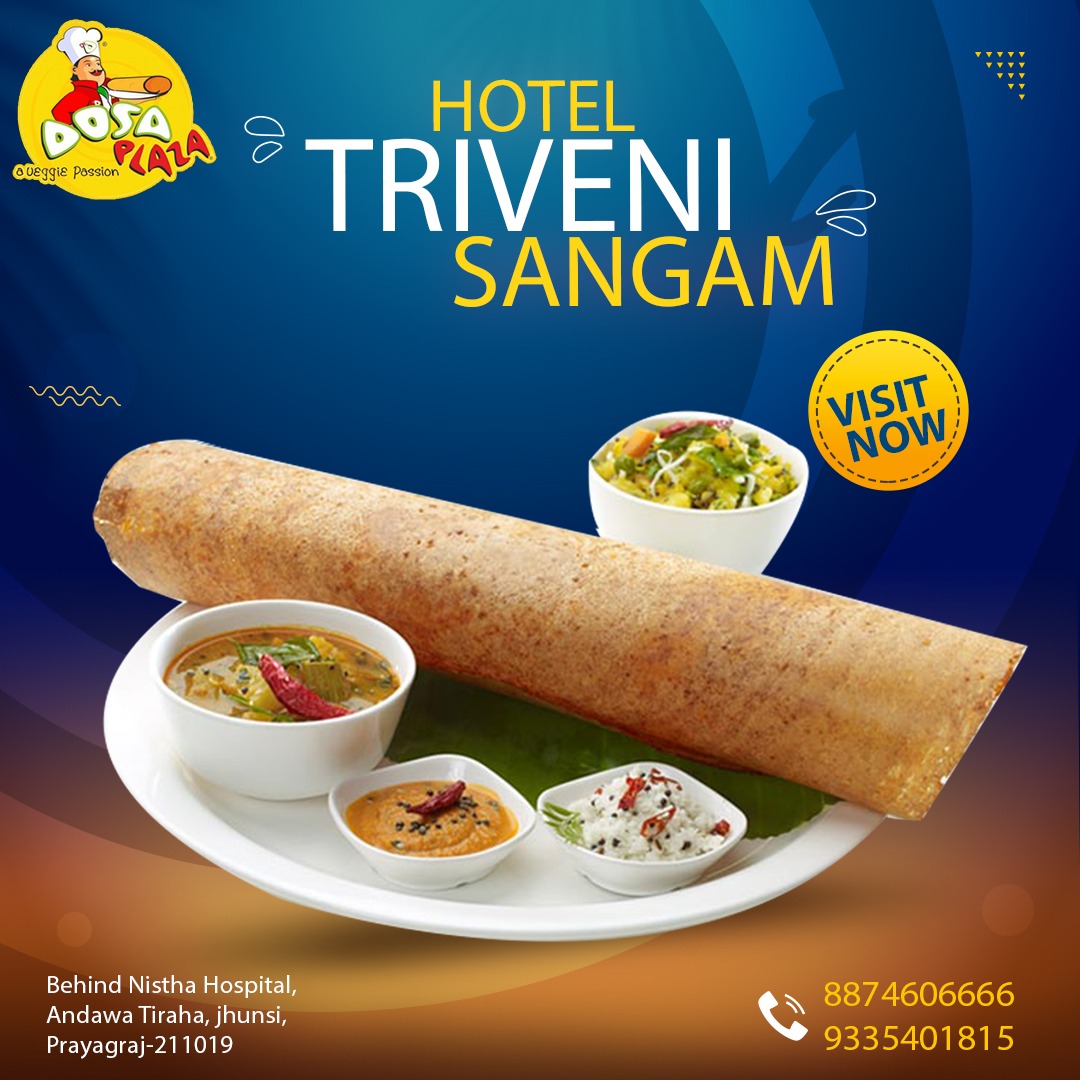 DOSA
PLAZA
a veggie Passion
HOTEL
TRIVENI
SANGAM
VISIT
NOW
Behind Nistha Hospital,
Andawa Tiraha, jhunsi,
Prayagraj-211019
8874606666
9335401815